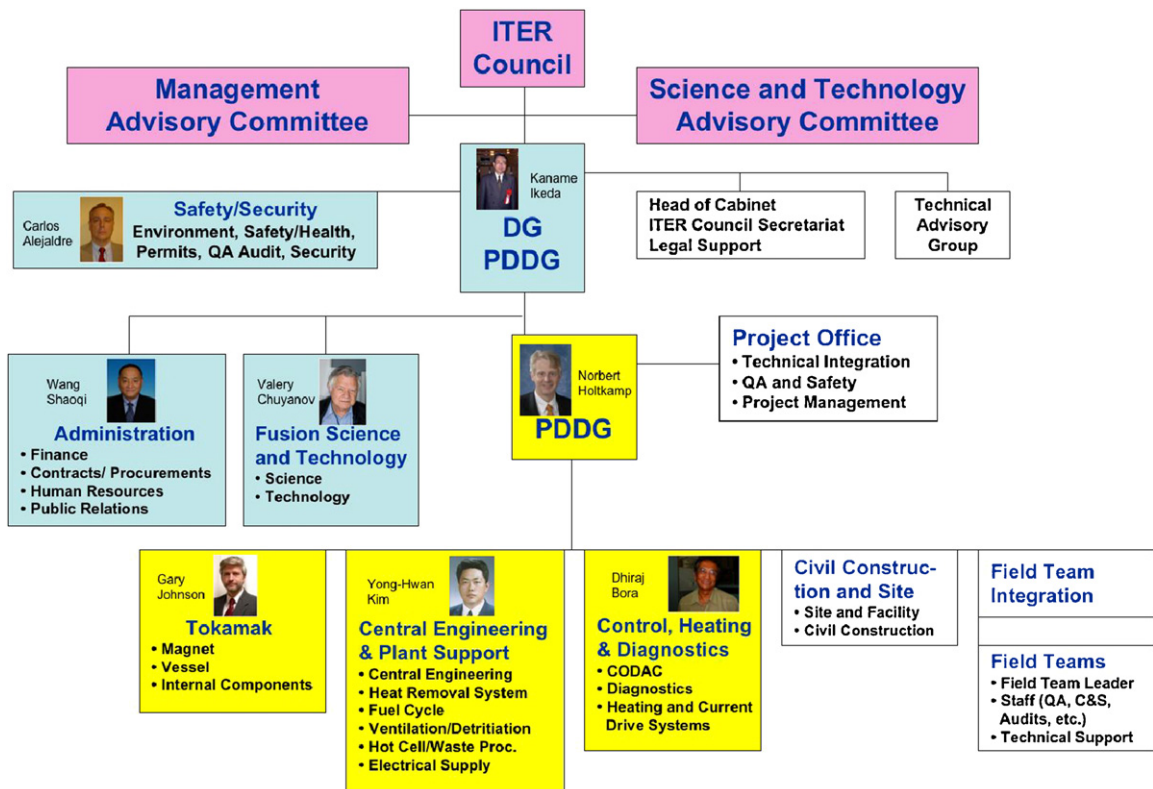 ITER
Council
Management
Advisory Committee
Science and Technology
Advisory Committee
Kaname
Ikeda
DG
PDDG
Carlos
Alejaldre
Safety/Security
Environment, Safety/Health,
Permits, QA Audit, Security
Head of Cabinet
ITER Council Secretariat
Legal Support
Technical
Advisory
Group
Wang
Shaoqi
Administration
• Finance
• Contracts/ Procurements
• Human Resources
• Public Relations
Valery
Chuyanov
Fusion Science
and Technology
• Science
• Technology
Norbert
Holtkamp
PDDG
Project Office
• Technical Integration
• QA and Safety
• Project Management
Gary
Johnson
Tokamak
• Magnet
• Vessel
• Internal Components
Yong-Hwan
Kim
Central Engineering
& Plant Support
• Central Engineering
• Heat Removal System
• Fuel Cycle
• Ventilation/Detritiation
• Hot Cell/Waste Proc.
• Electrical Supply
Dhiraj
Bora
Control, Heating
& Diagnostics
• CODAC
• Diagnostics
• Heating and Current
Drive Systems
Civil Construc-
tion and Site
• Site and Facility
• Civil Construction
Field Team
Integration
Field Teams
• Field Team Leader
• Staff (QA, C&S,
Audits, etc.)
• Technical Support